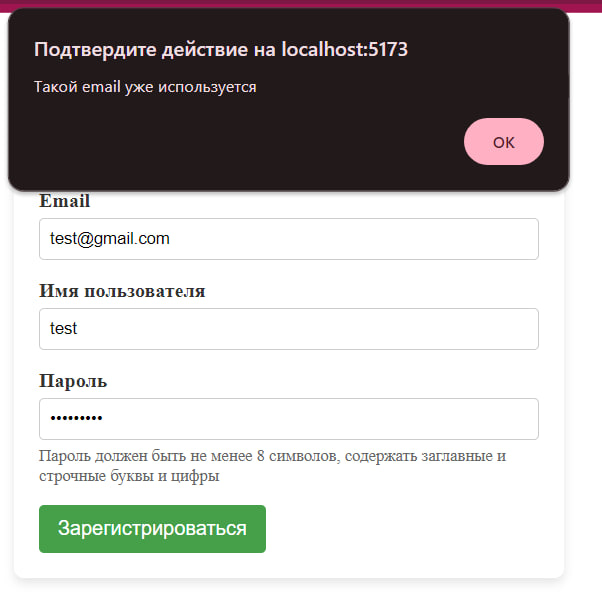 Подтвердите действие на localhost:5173
Такой email уже используется
ОК
Email
test@gmail.com
Имя пользователя
test
Пароль
•••••••••
Пароль должен быть не менее 8 символов, содержать заглавные и
строчные буквы и цифры
Зарегистрироваться